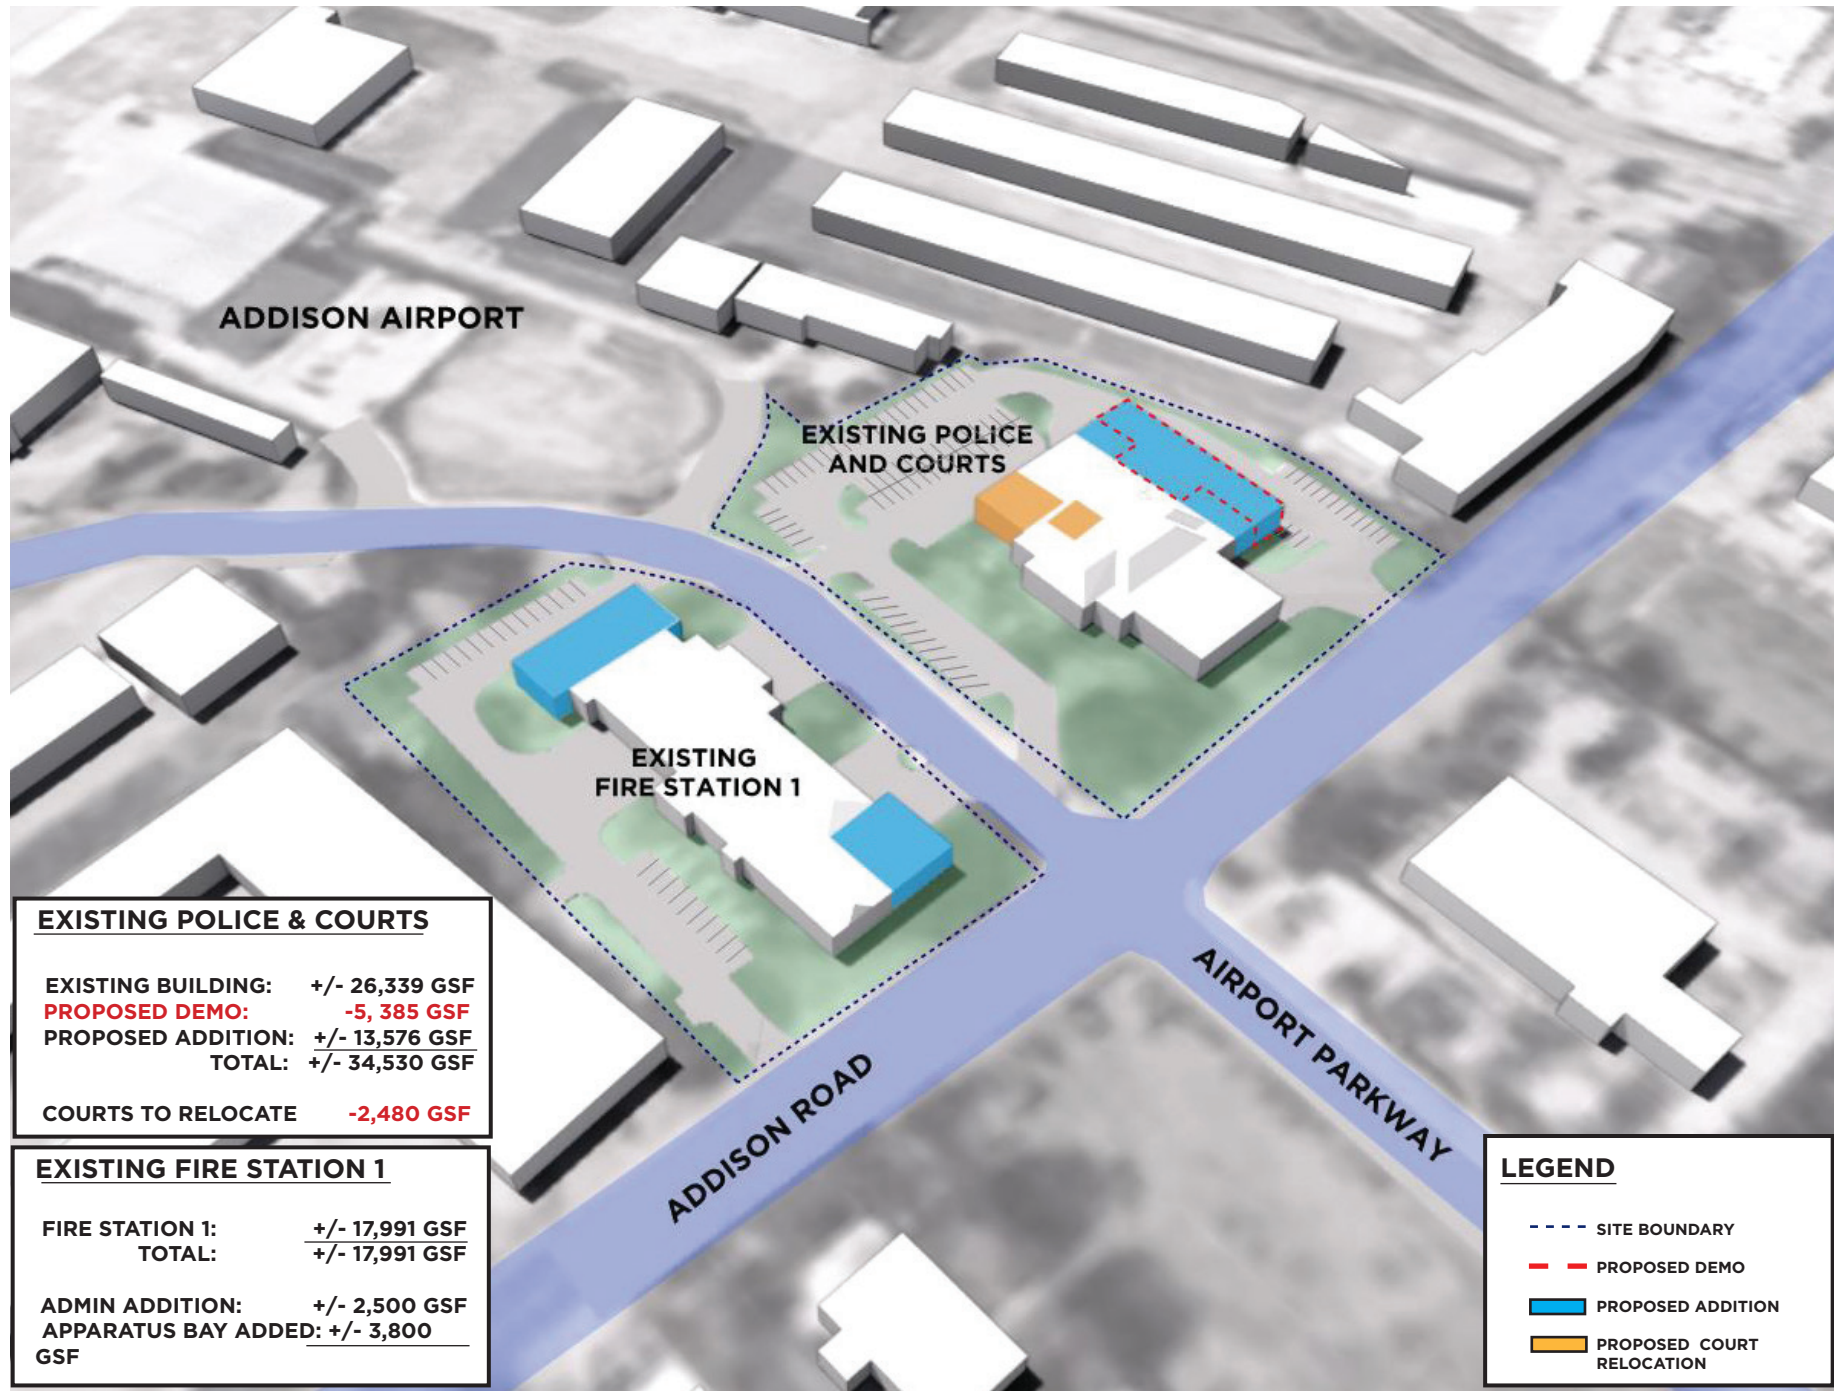 ADDISON AIRPORT
EXISTING POLICE
AND COURTS
EXISTING
FIRE STATION 1
ADDISON ROAD
AIRPORT PARKWAY
EXISTING POLICE & COURTS
EXISTING BUILDING: +/- 26,339 GSF
PROPOSED DEMO: -5, 385 GSF
PROPOSED ADDITION: +/- 13,576 GSF
TOTAL: +/- 34,530 GSF
COURTS TO RELOCATE -2,480 GSF
EXISTING FIRE STATION 1
FIRE STATION 1: +/- 17,991 GSF
TOTAL: +/- 17,991 GSF
ADMIN ADDITION: +/- 2,500 GSF
APPARATUS BAY ADDED: +/- 3,800
GSF
LEGEND
SITE BOUNDARY
PROPOSED DEMO
PROPOSED ADDITION
PROPOSED COURT
RELOCATION